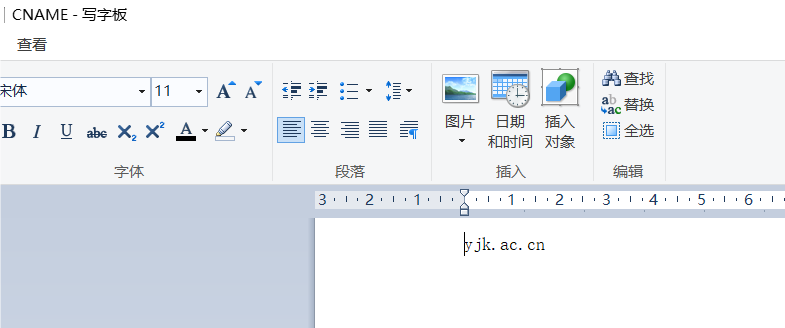 CNAME - 写字板
查看
宋体 11 A A
B I U abc X₂ X² A
字体
段落
图片
日期和时间
插入对象
插入
查找
替换
全选
编辑
3 2 1 1 2 3 4 5 6
yjk.ac.cn